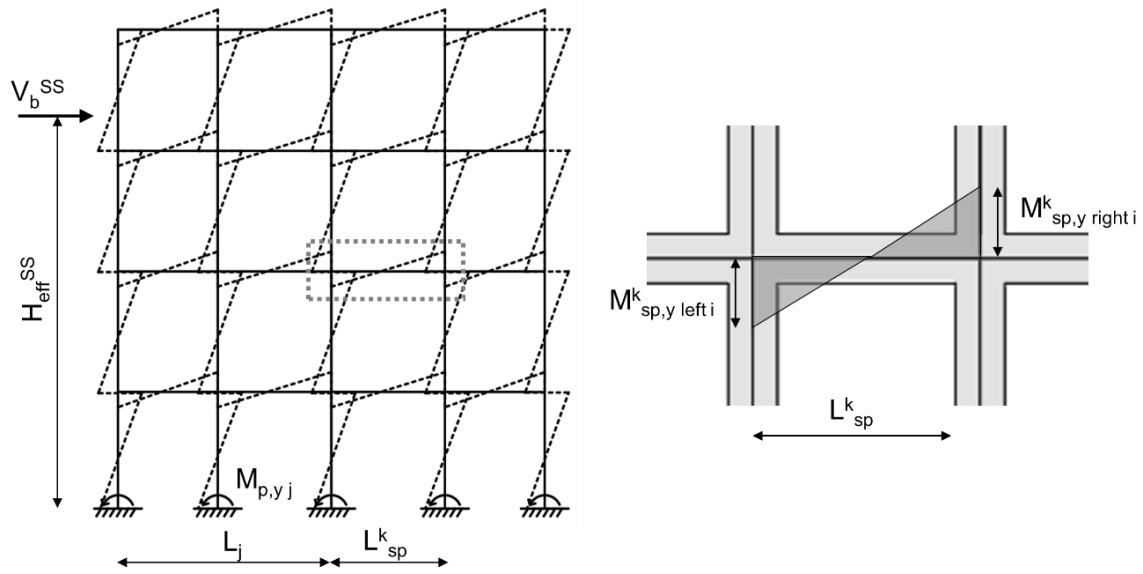 V_b^SS
H_eff^SS
M_p,y j
L_j
L^k_sp
M^k_sp,y right i
M^k_sp,y left i
L^k_sp